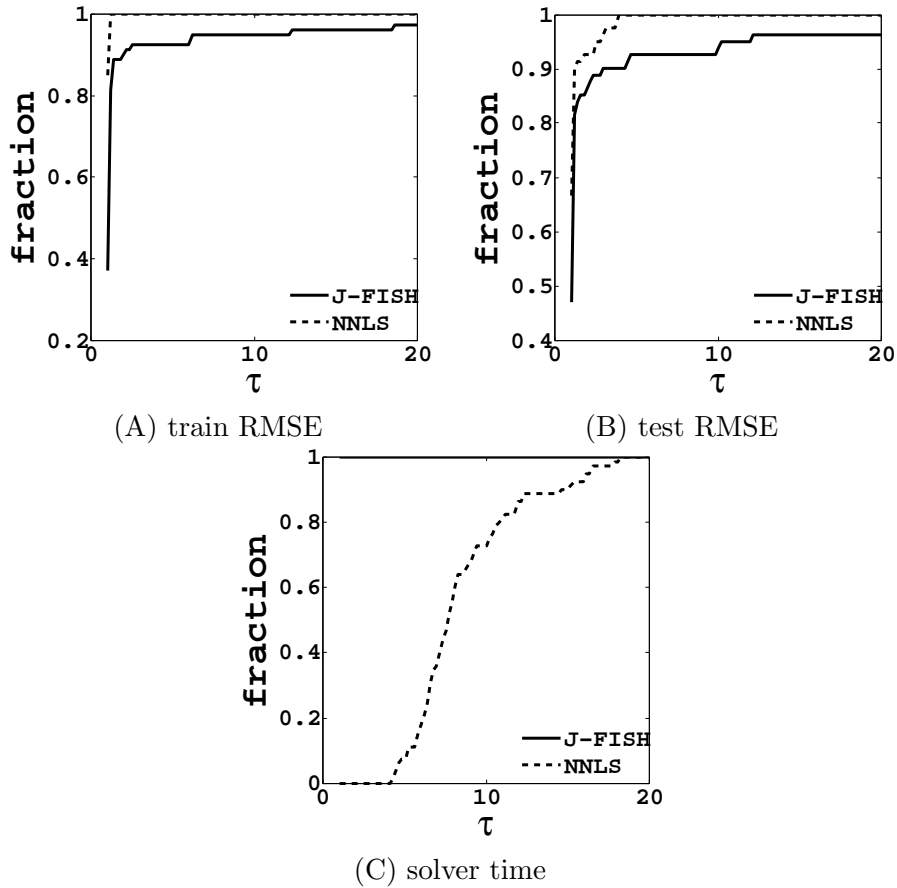 1
0.8
0.6
0.4
0.2
0
10
20
fraction
τ
J-FISH
NNLS
(A) train RMSE
1
0.9
0.8
0.7
0.6
0.5
0.4
0
10
20
fraction
τ
J-FISH
NNLS
(B) test RMSE
1
0.8
0.6
0.4
0.2
0
0
10
20
fraction
τ
J-FISH
NNLS
(C) solver time